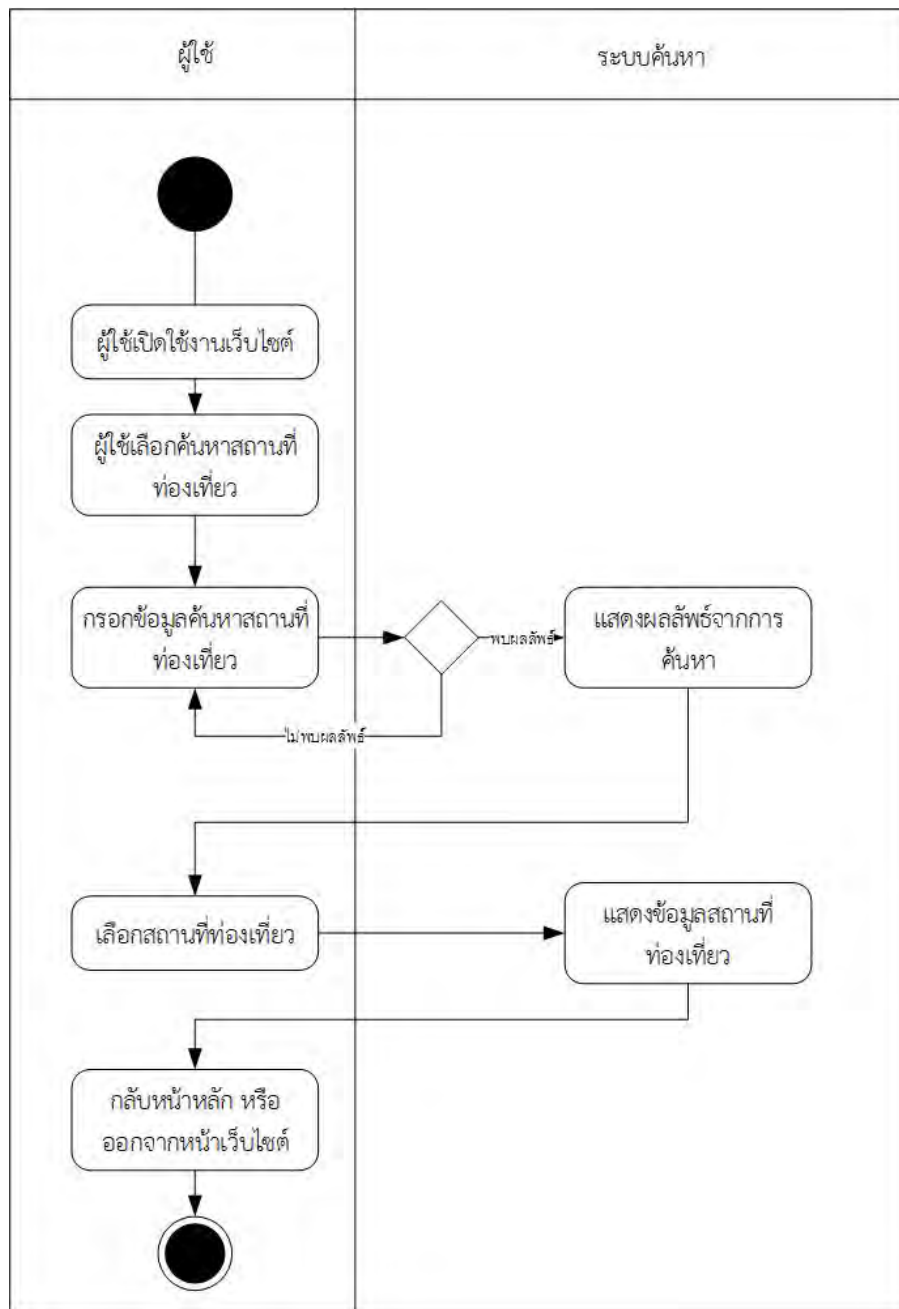 ผู้ใช้
ระบบค้นหา
ผู้ใช้เปิดใช้งานเว็บไซต์
ผู้ใช้เลือกค้นหาสถานที่
ท่องเที่ยว
กรอกข้อมูลค้นหาสถานที่
ท่องเที่ยว
พบผลลัพธ์
แสดงผลลัพธ์จากการ
ค้นหา
ไม่พบผลลัพธ์
เลือกสถานที่ท่องเที่ยว
แสดงข้อมูลสถานที่
ท่องเที่ยว
กลับหน้าหลัก หรือ
ออกจากหน้าเว็บไซต์